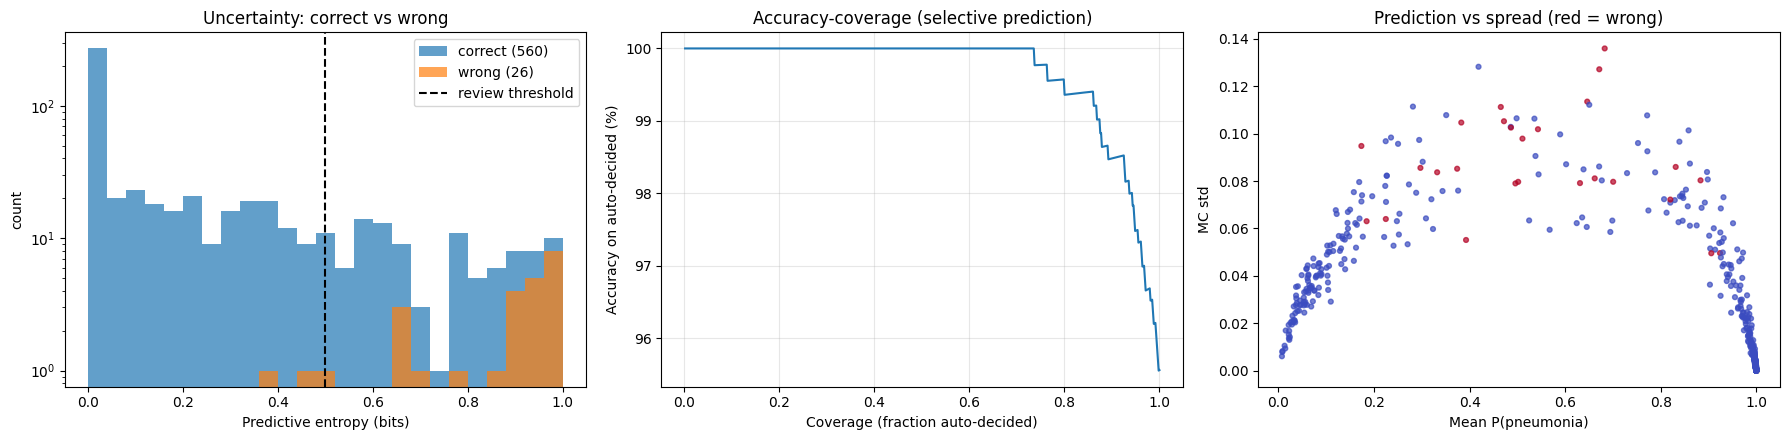 Uncertainty: correct vs wrong
correct (560)
wrong (26)
review threshold
count
10²
10¹
10⁰
0.0 0.2 0.4 0.6 0.8 1.0
Predictive entropy (bits)
Accuracy-coverage (selective prediction)
Accuracy on auto-decided (%)
100
99
98
97
96
0.0 0.2 0.4 0.6 0.8 1.0
Coverage (fraction auto-decided)
Prediction vs spread (red = wrong)
MC std
0.14
0.12
0.10
0.08
0.06
0.04
0.02
0.00
0.0 0.2 0.4 0.6 0.8 1.0
Mean P(pneumonia)